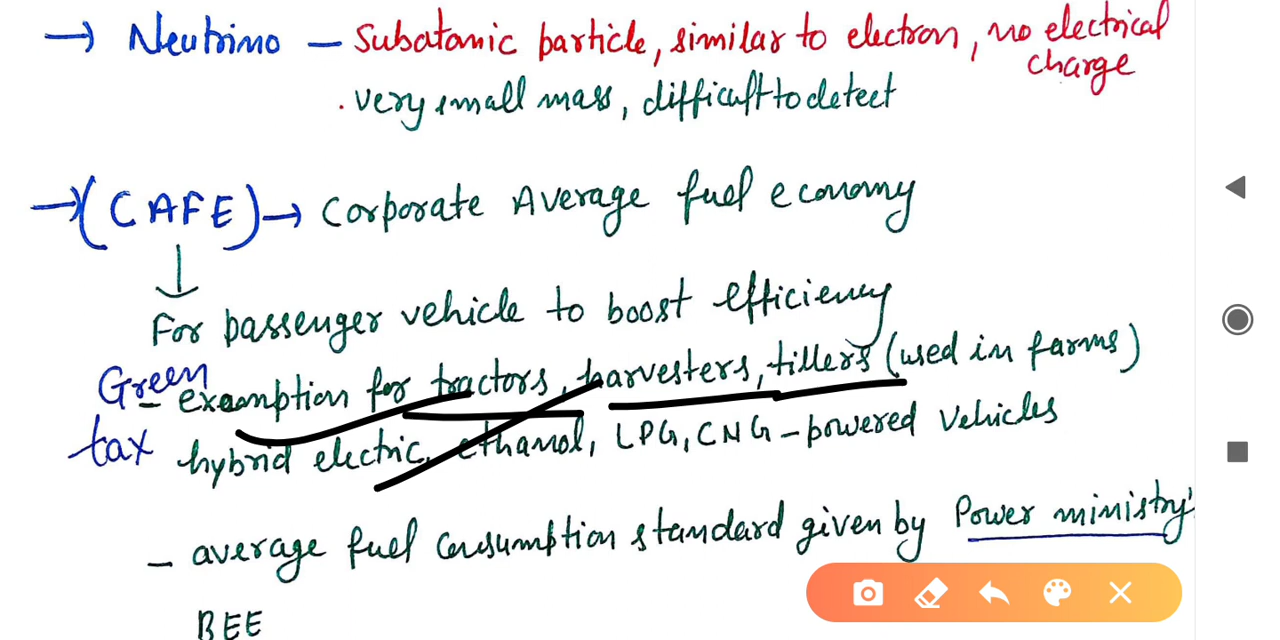 → Neutrino – Subatomic particle, similar to electron, no electrical charge
. very small mass, difficult to detect
→ (CAFE) → Corporate Average fuel economy
↓
For passenger vehicle to boost efficiency
Green – exemption for tractors, harvesters, tillers (used in farms)
tax hybrid electric, ethanol, LPG, CNG – powered vehicles
– average fuel consumption standard given by Power ministry's
BEE